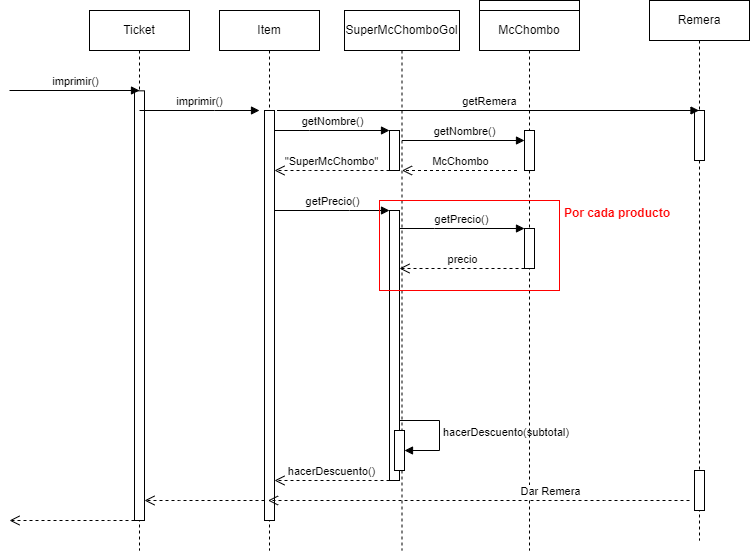 Ticket
Item
SuperMcChomboGol
McChombo
Remera
imprimir()
imprimir()
getRemera
getNombre()
getNombre()
"SuperMcChombo"
McChombo
getPrecio()
Por cada producto
getPrecio()
precio
hacerDescuento(subtotal)
hacerDescuento()
Dar Remera